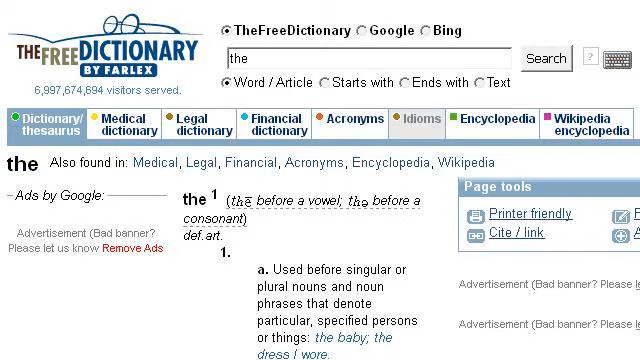 THEFREEDICTIONARY
BY FARLEX
6,997,674,694 visitors served.
TheFreeDictionary Google Bing
the
Search
?
Word / Article Starts with Ends with Text
Dictionary/ thesaurus
Medical dictionary
Legal dictionary
Financial dictionary
Acronyms
Idioms
Encyclopedia
Wikipedia encyclopedia
the Also found in: Medical, Legal, Financial, Acronyms, Encyclopedia, Wikipedia
Ads by Google:
Advertisement (Bad banner?
Please let us know Remove Ads
the 1 (thē before a vowel; thə before a
consonant)
def.art.
1.
a. Used before singular or
plural nouns and noun
phrases that denote
particular, specified persons
or things: the baby; the
dress I wore.
Page tools
Printer friendly
Cite / link
Advertisement (Bad banner? Please
Advertisement (Bad banner? Please